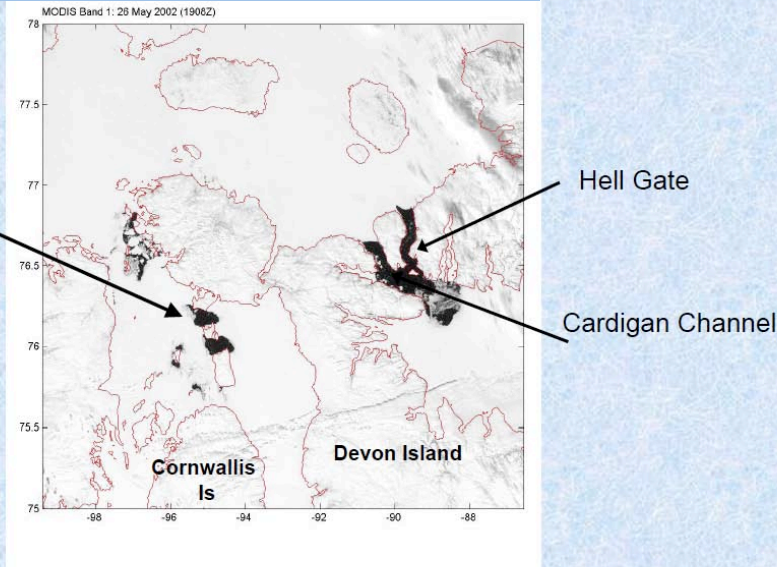 MODIS Band 1: 26 May 2002 (1908Z)
78
77.5
77
76.5
76
75.5
75
-98
-96
-94
-92
-90
-88
Hell Gate
Cardigan Channel
Cornwallis
Is
Devon Island